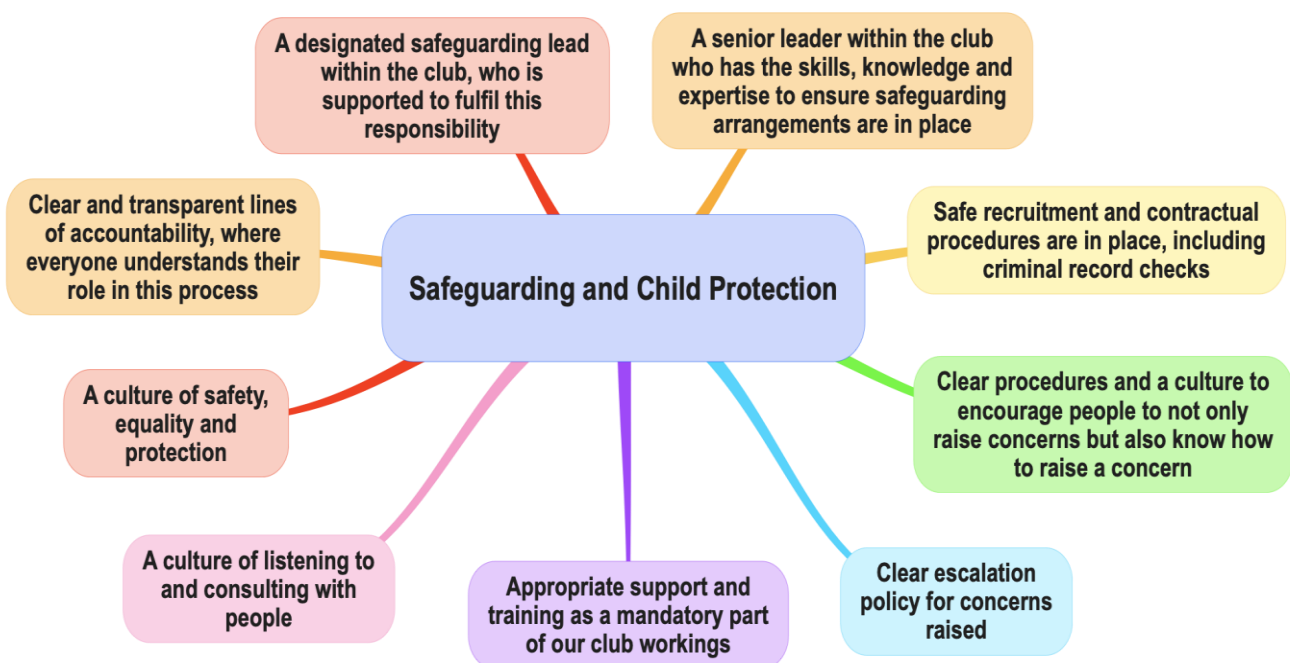 A designated safeguarding lead
within the club, who is
supported to fulfil this
responsibility
A senior leader within the club
who has the skills, knowledge and
expertise to ensure safeguarding
arrangements are in place
Clear and transparent lines
of accountability, where
everyone understands their
role in this process
Safeguarding and Child Protection
Safe recruitment and contractual
procedures are in place, including
criminal record checks
A culture of safety,
equality and
protection
Clear procedures and a culture to
encourage people to not only
raise concerns but also know how
to raise a concern
A culture of listening to
and consulting with
people
Appropriate support and
training as a mandatory part
of our club workings
Clear escalation
policy for concerns
raised